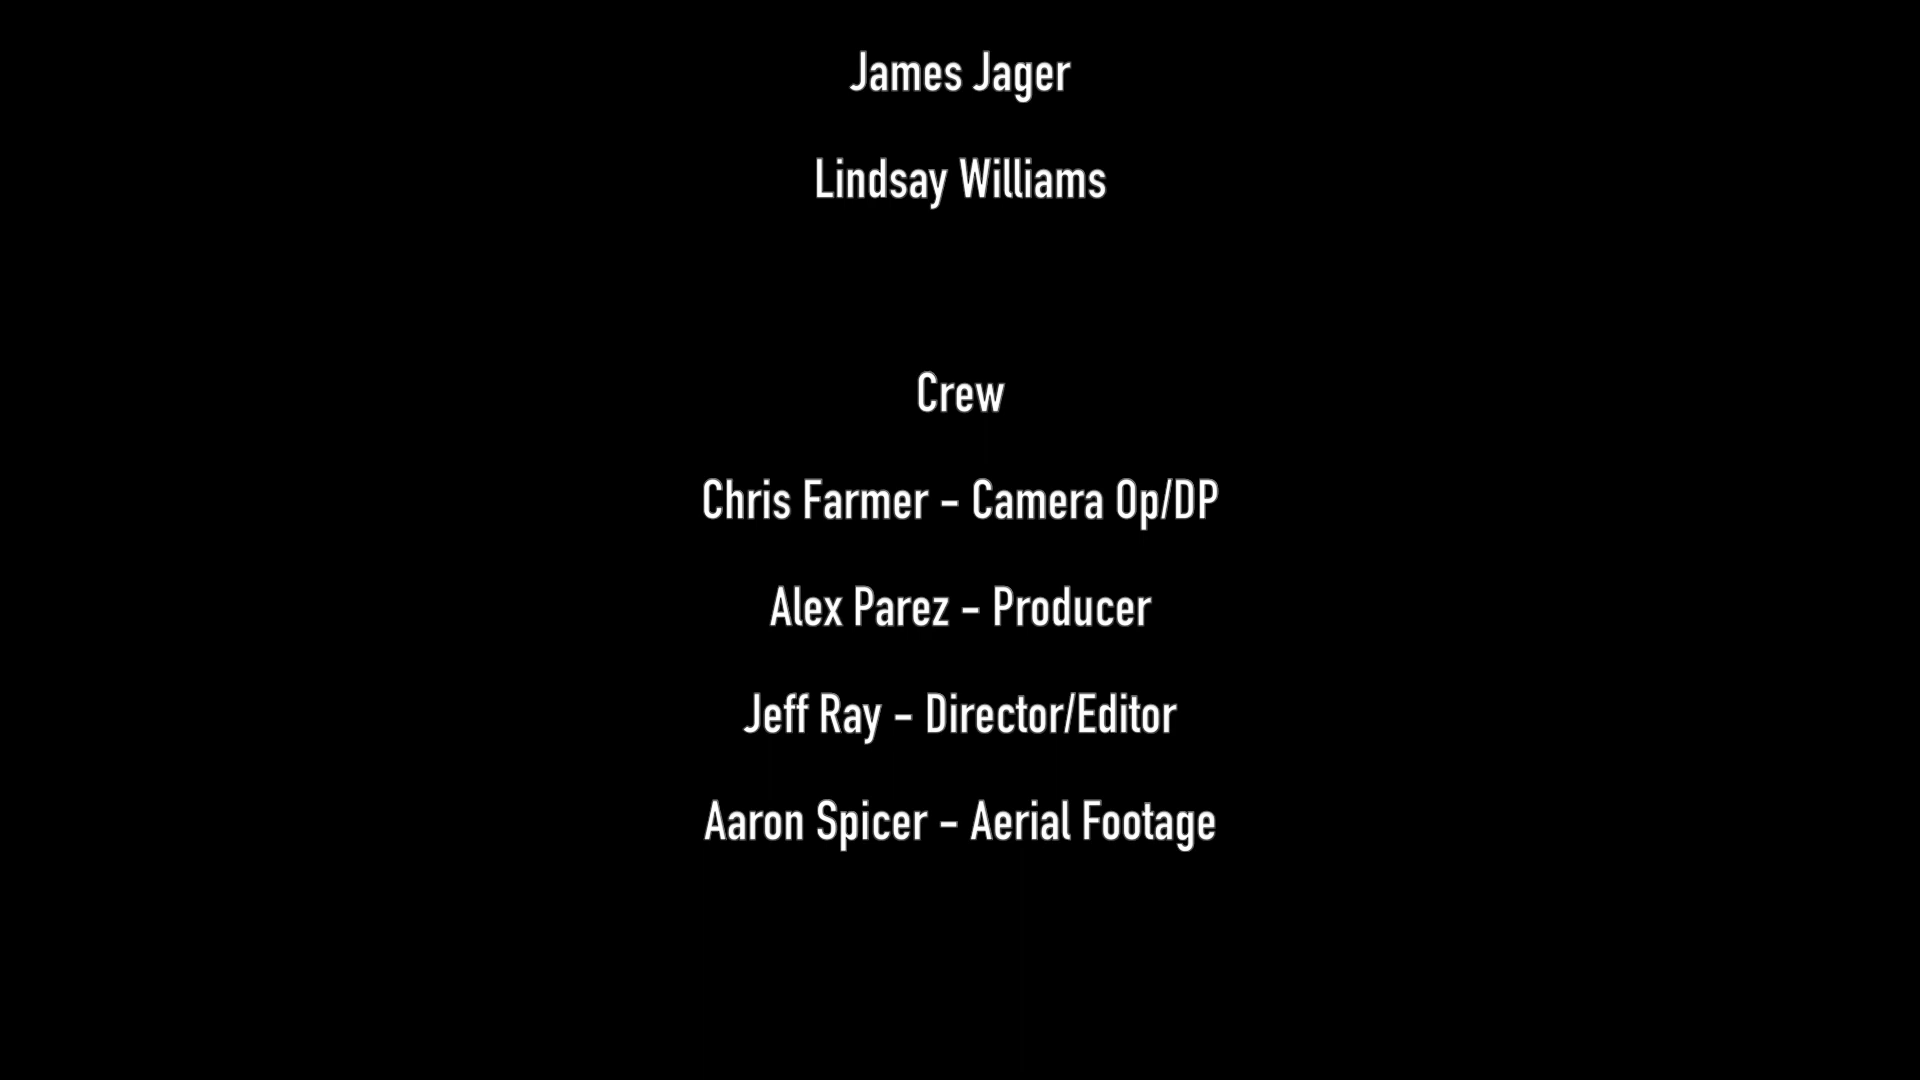 James Jager
Lindsay Williams
Crew
Chris Farmer - Camera Op/DP
Alex Parez - Producer
Jeff Ray - Director/Editor
Aaron Spicer - Aerial Footage